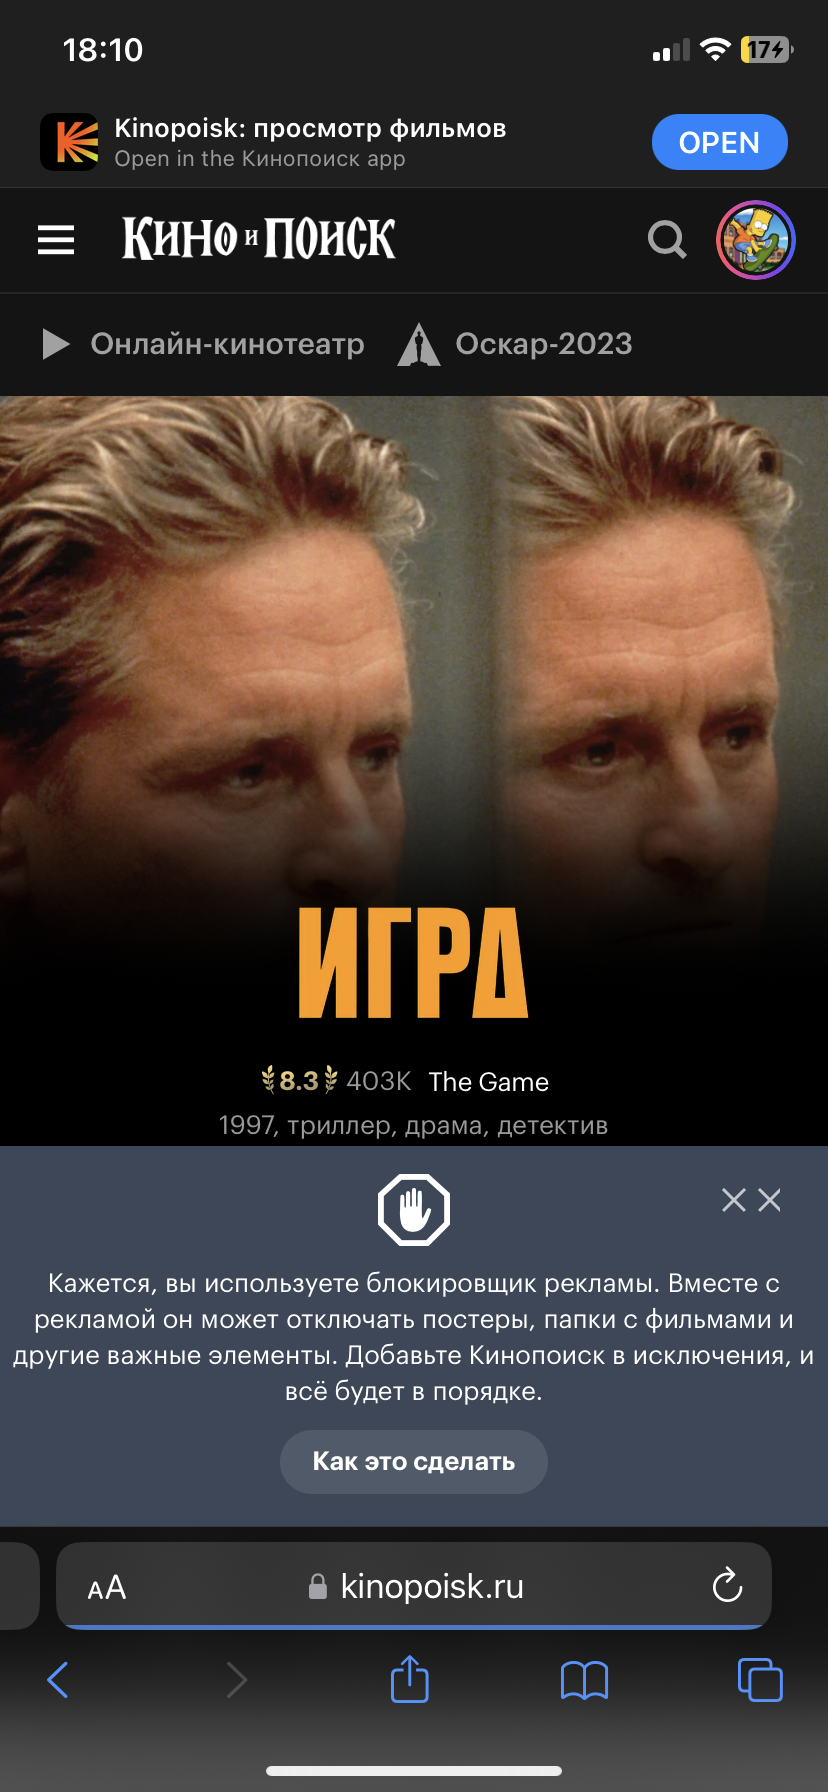 18:10
17
Kinopoisk: просмотр фильмов
Open in the Кинопоиск app
OPEN
КИНО И ПОИСК
Онлайн-кинотеатр
Оскар-2023
ИГРА
8.3 403K The Game
1997, триллер, драма, детектив
Кажется, вы используете блокировщик рекламы. Вместе с
рекламой он может отключать постеры, папки с фильмами и
другие важные элементы. Добавьте Кинопоиск в исключения, и
всё будет в порядке.
Как это сделать
AA
kinopoisk.ru